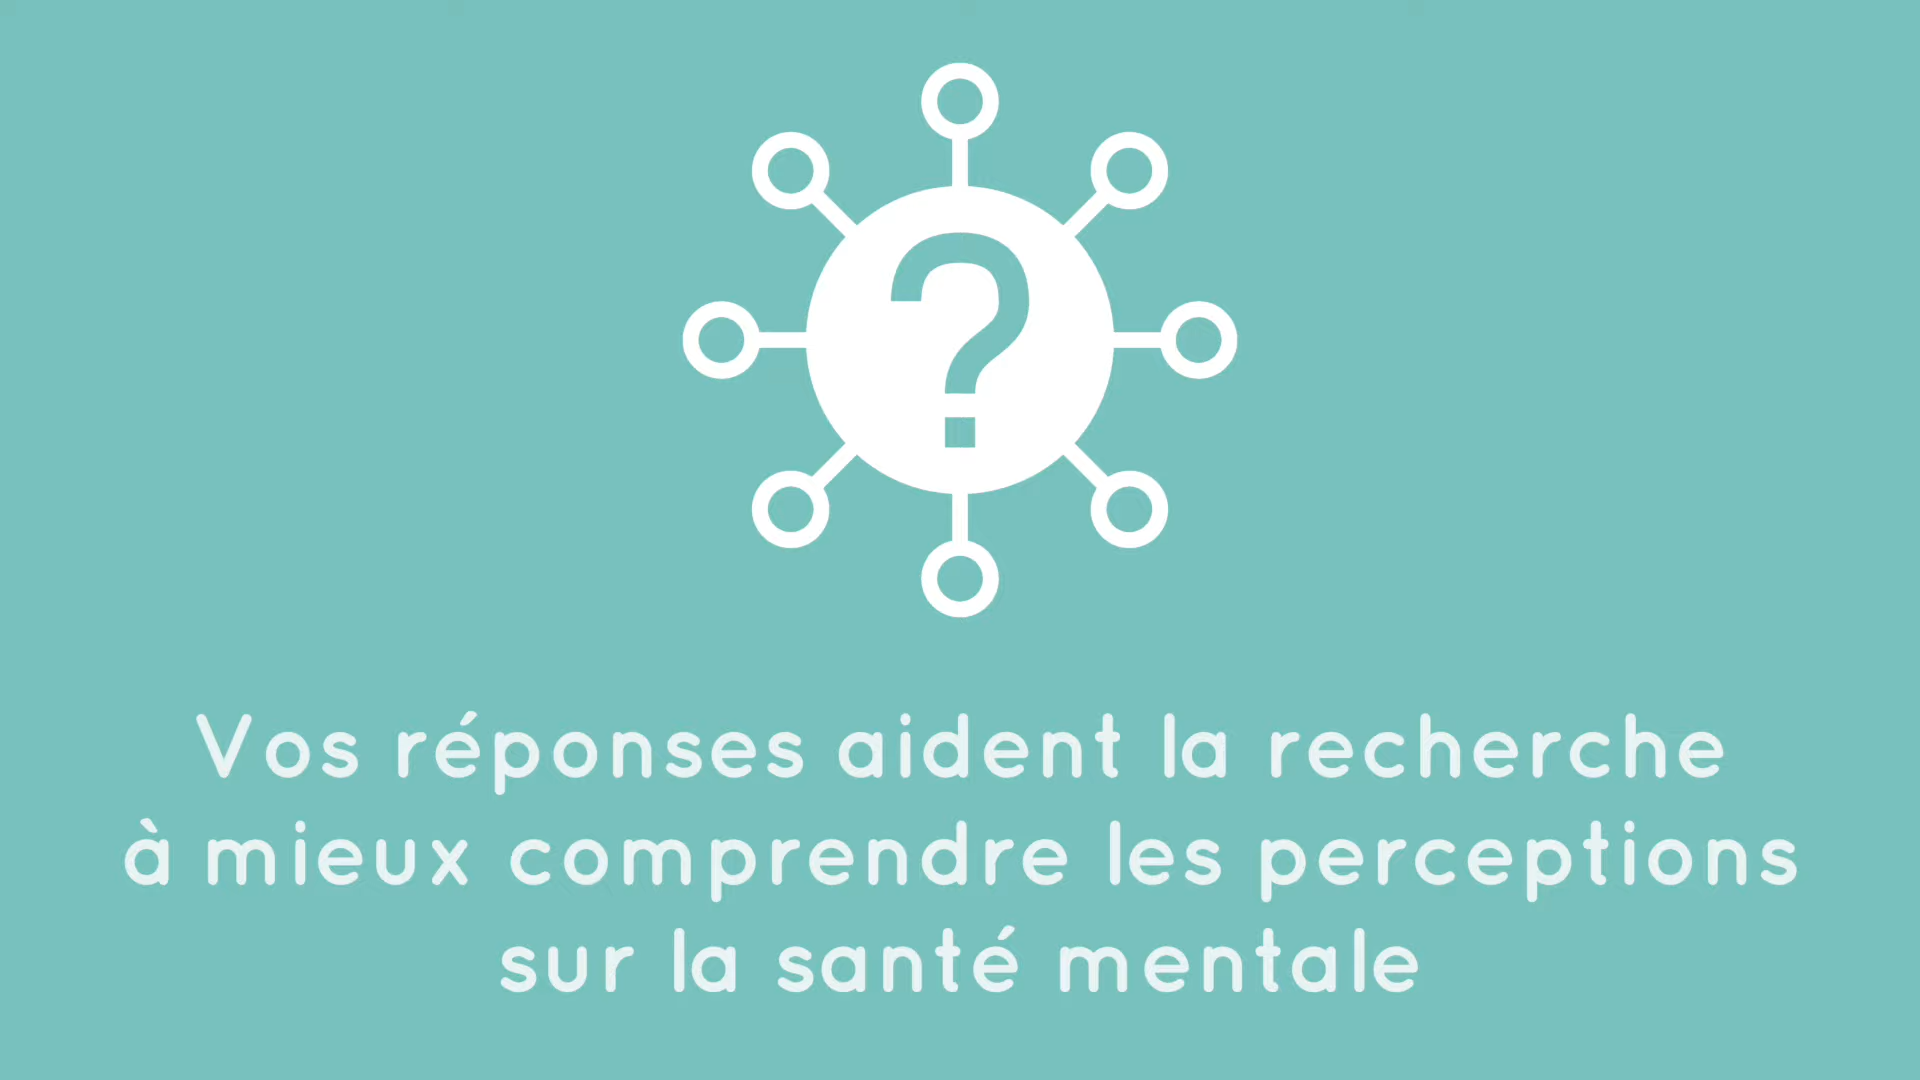 ?
Vos réponses aident la recherche
à mieux comprendre les perceptions
sur la santé mentale